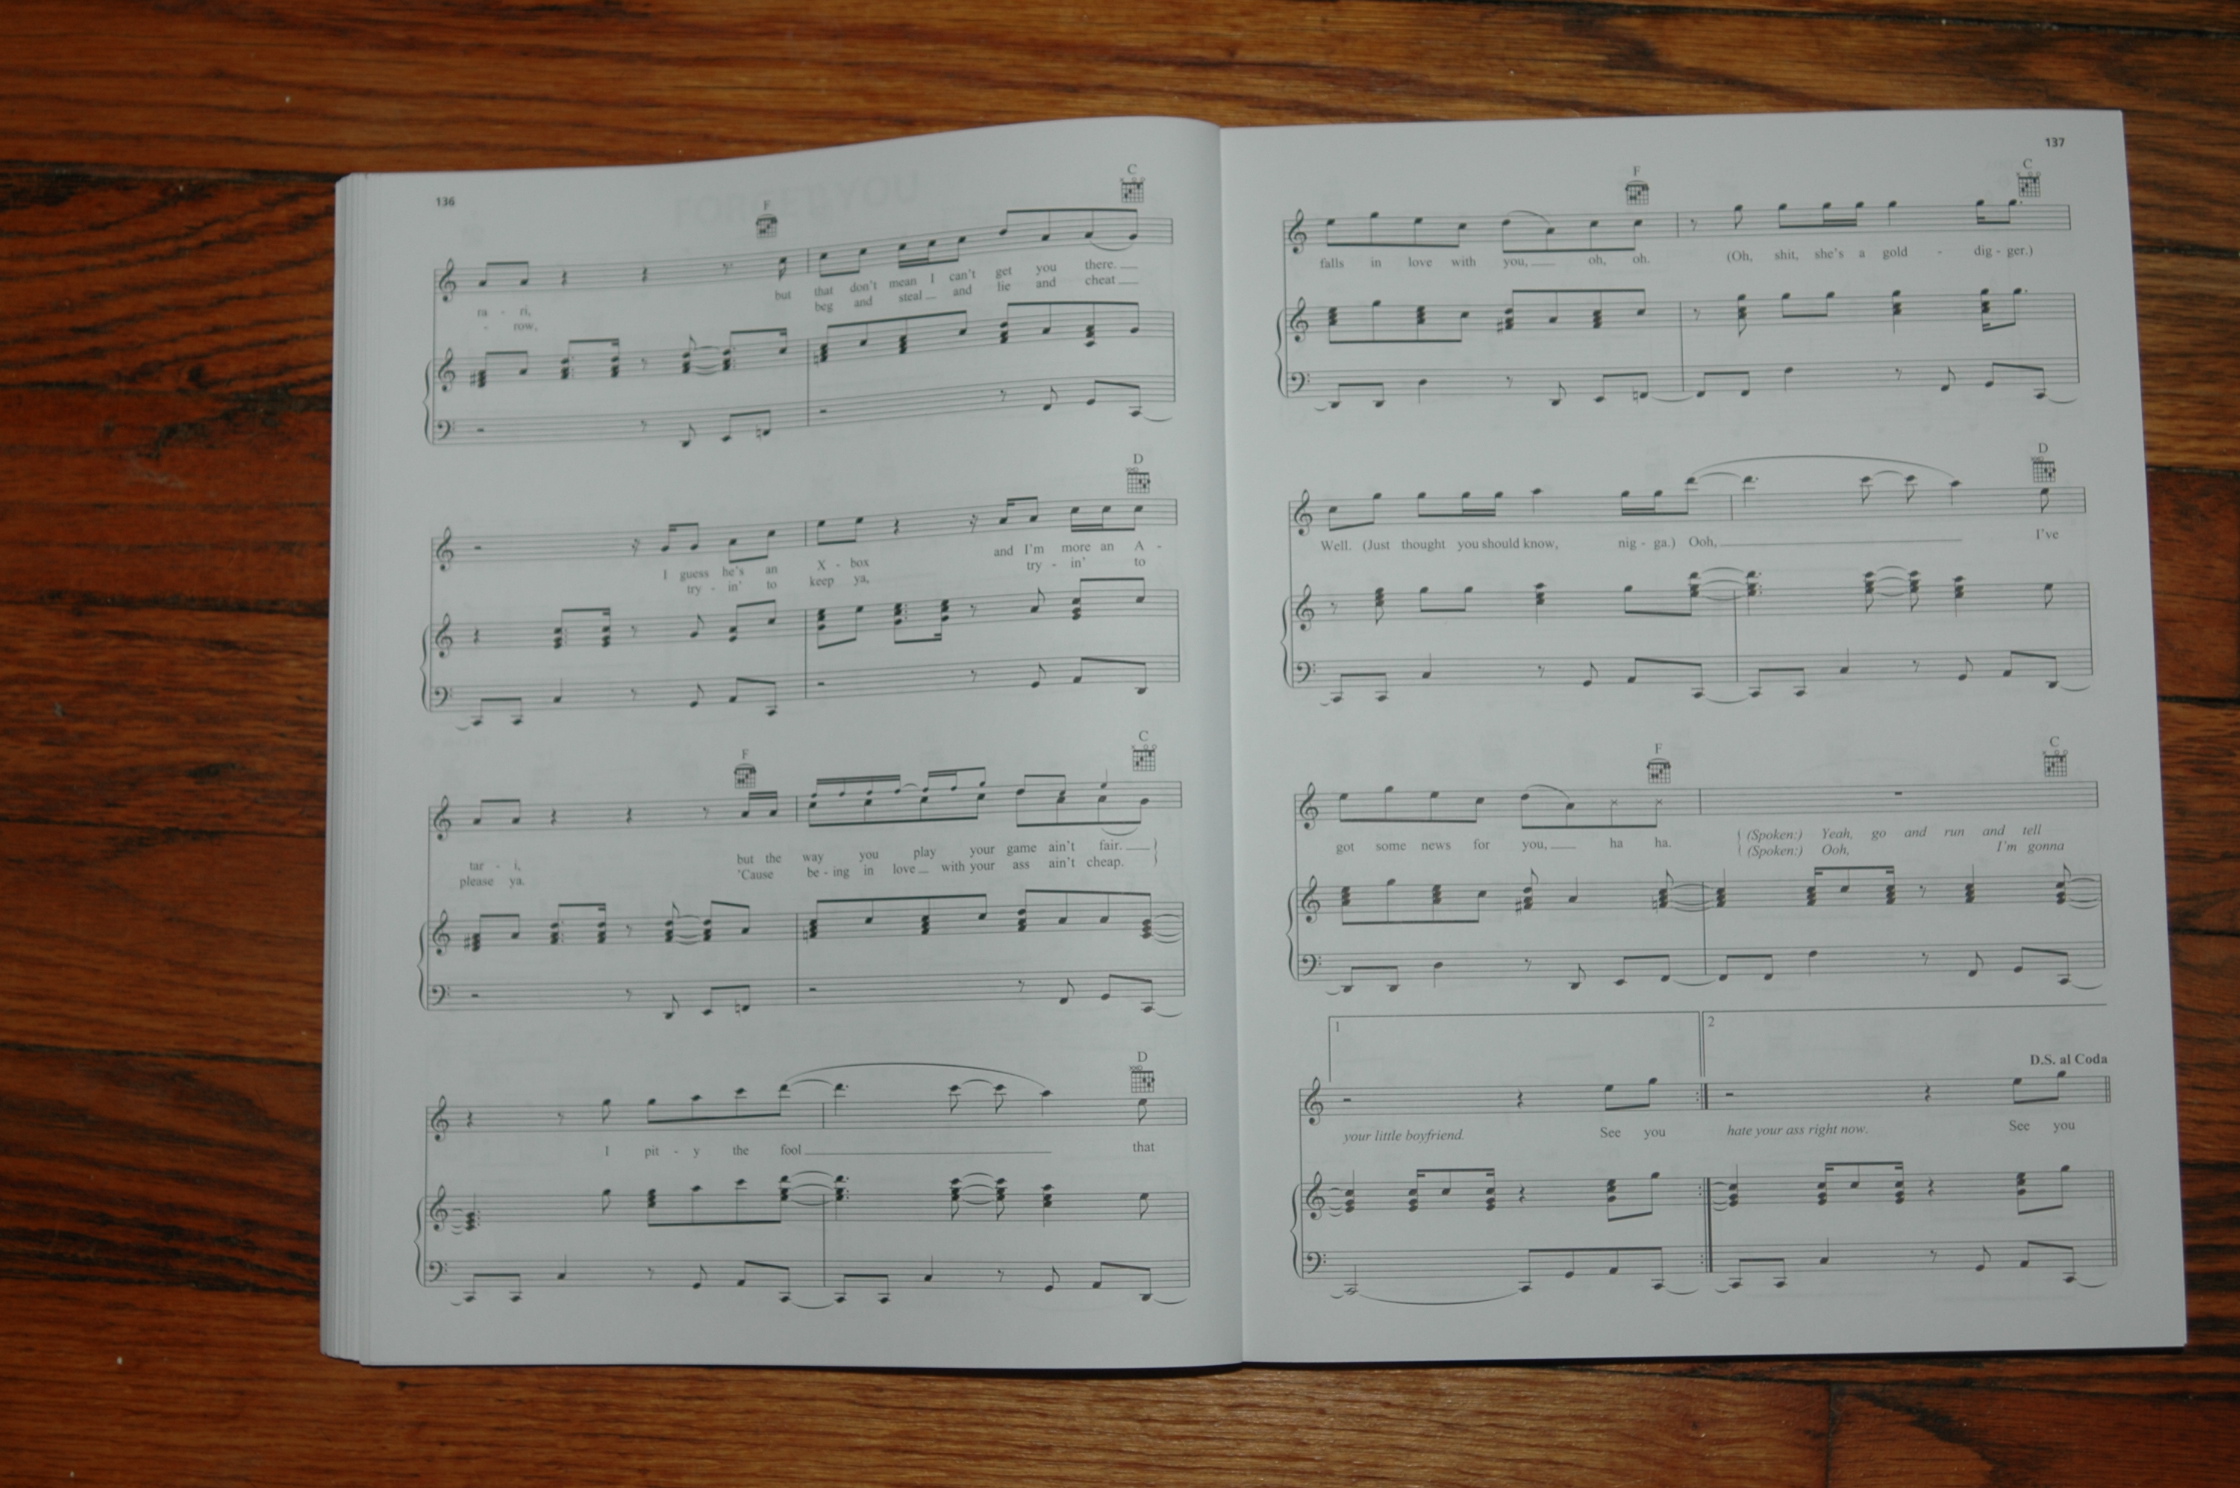 136
F C
ra - ri, but that don't mean I can't get you there.
- row, beg and steal and lie and cheat
D
I guess he's an X - box and I'm more an A -
try - in' to keep ya, try - in' to
F C
tar - i, but the way you play your game ain't fair.
please ya. 'Cause be - ing in love with your ass ain't cheap.
D
I pit - y the fool that
137
F C
falls in love with you, oh, oh. (Oh, shit, she's a gold - dig - ger.)
D
Well. (Just thought you should know, nig - ga.) Ooh, I've
F C
got some news for you, ha ha. (Spoken:) Yeah, go and run and tell
(Spoken:) Ooh, I'm gonna
1 2
D.S. al Coda
your little boyfriend. See you hate your ass right now. See you